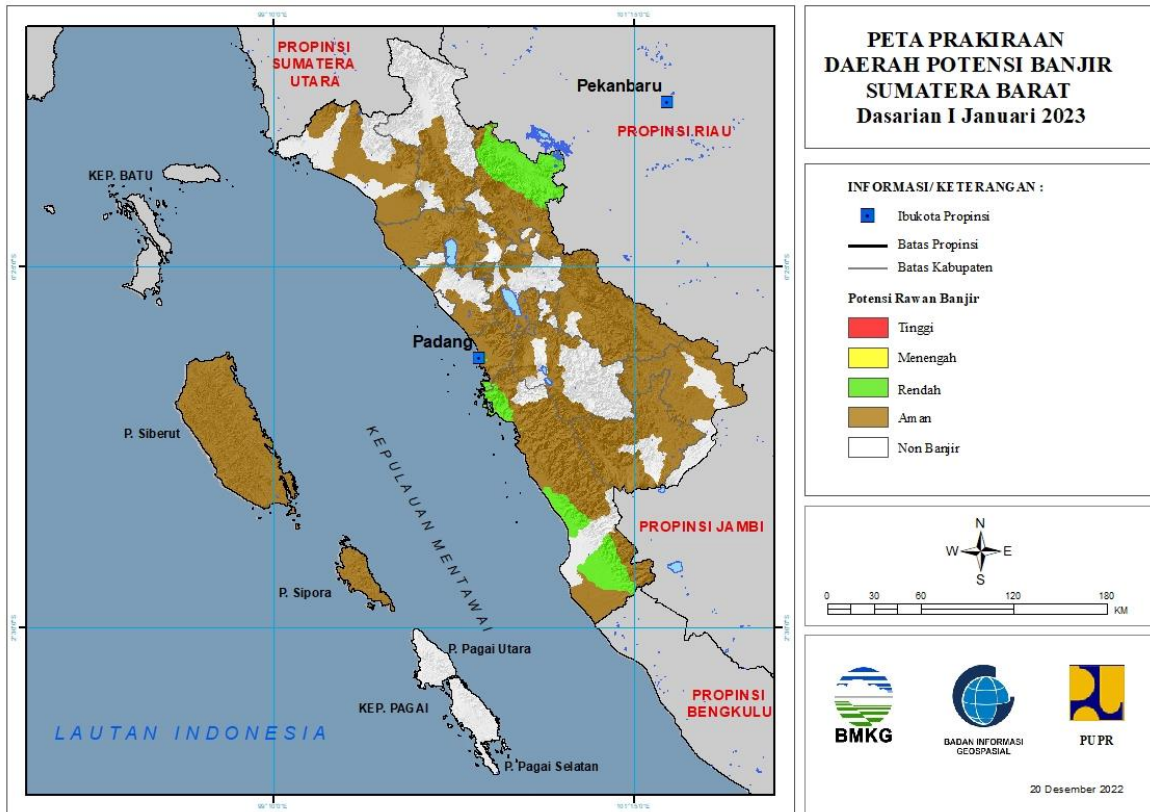 PETA PRAKIRAAN
DAERAH POTENSI BANJIR
SUMATERA BARAT
Dasarian I Januari 2023
INFORMASI/ KETERANGAN :
Ibukota Propinsi
Batas Propinsi
Batas Kabupaten
Potensi Rawan Banjir
Tinggi
Menengah
Rendah
Aman
Non Banjir
N
W
E
S
0
30
60
120
180
KM
BMKG
BADAN INFORMASI
GEOSPASIAL
PUPR
20 Desember 2022
PROPINSI
SUMATERA
UTARA
Pekanbaru
PROPINSI RIAU
KEP. BATU
Padang
P. Siberut
KEPULAUAN MENTAWAI
PROPINSI JAMBI
P. Sipora
P. Pagai Utara
KEP. PAGAI
PROPINSI
BENGKULU
LAUTAN INDONESIA
P. Pagai Selatan